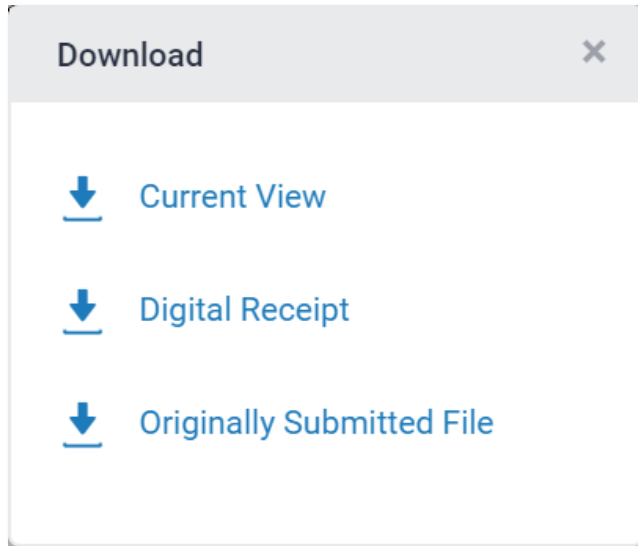 Download
Current View
Digital Receipt
Originally Submitted File